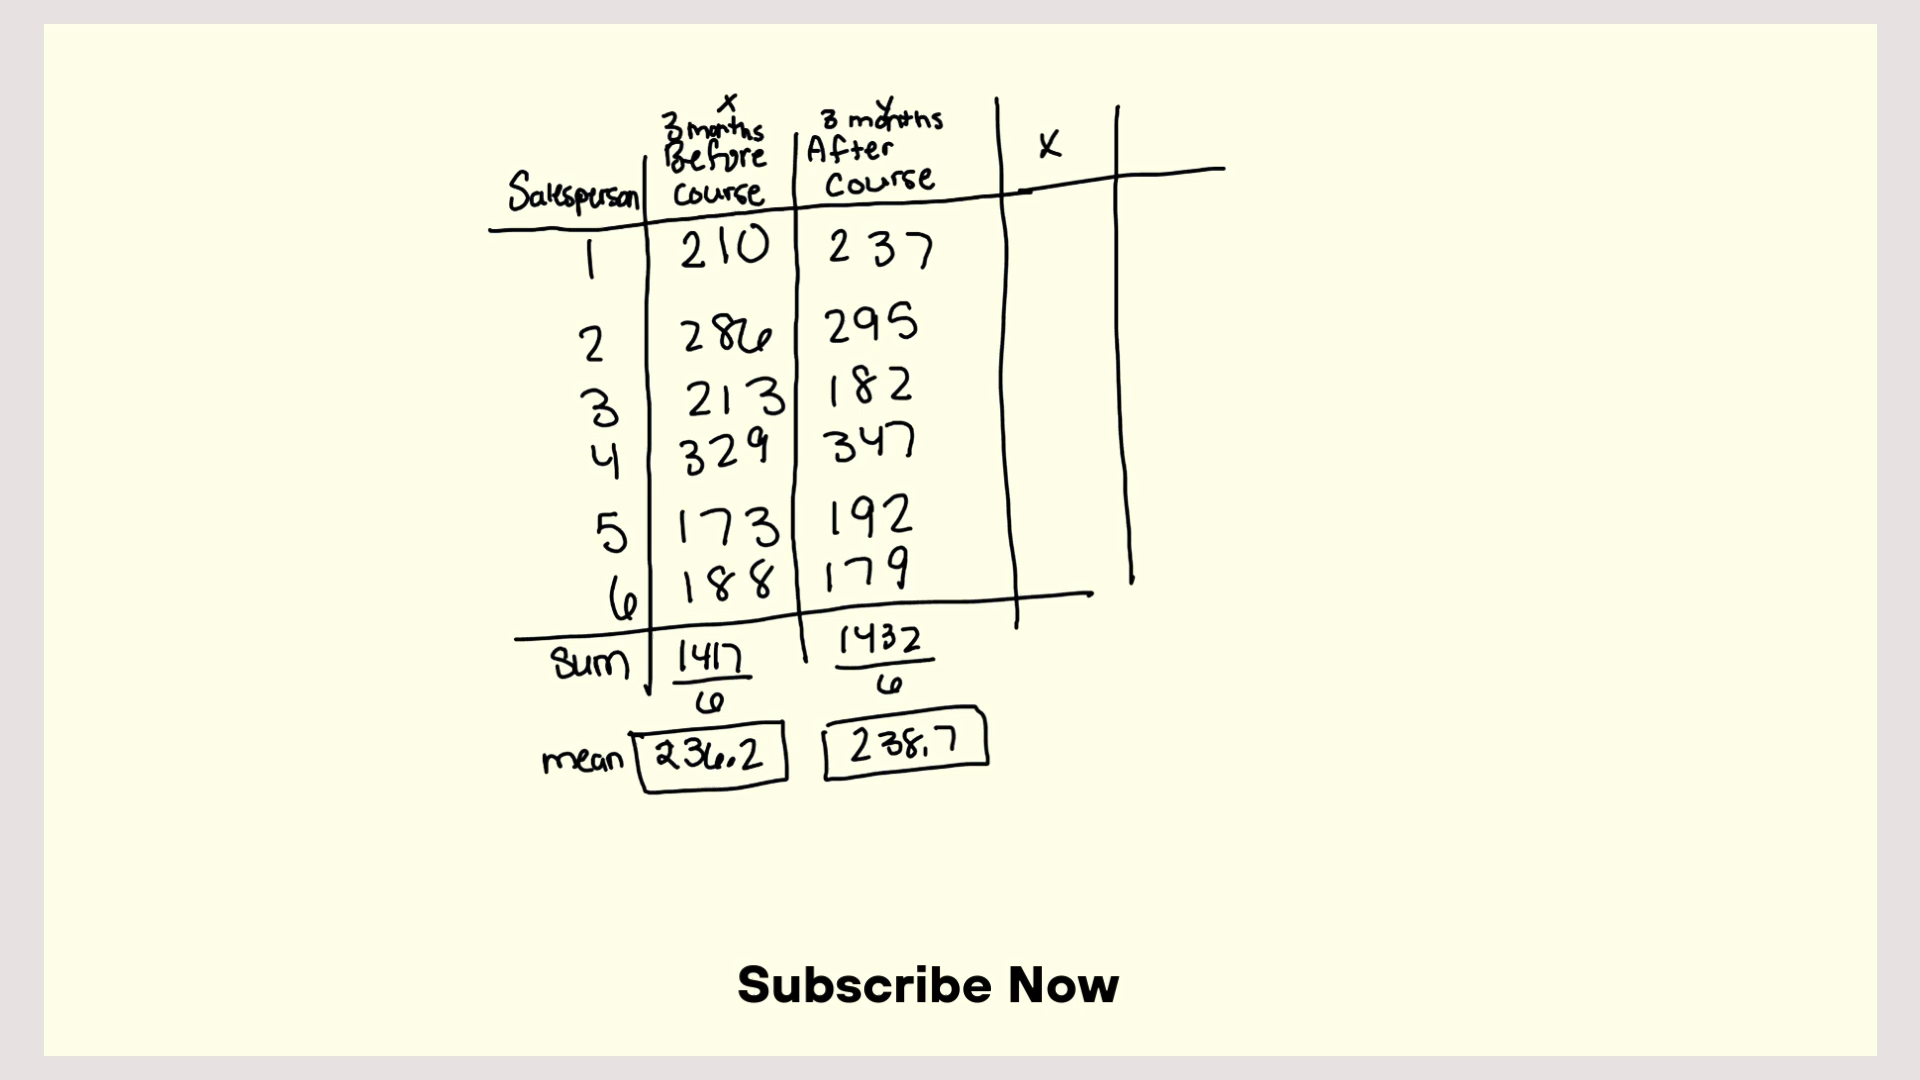 x y
3 months 3 months
Before After x
Salesperson course Course
1 210 237
2 286 295
3 213 182
4 329 347
5 173 192
6 188 179
Sum 1417 1432
6 6
mean 236.2 238.7
Subscribe Now